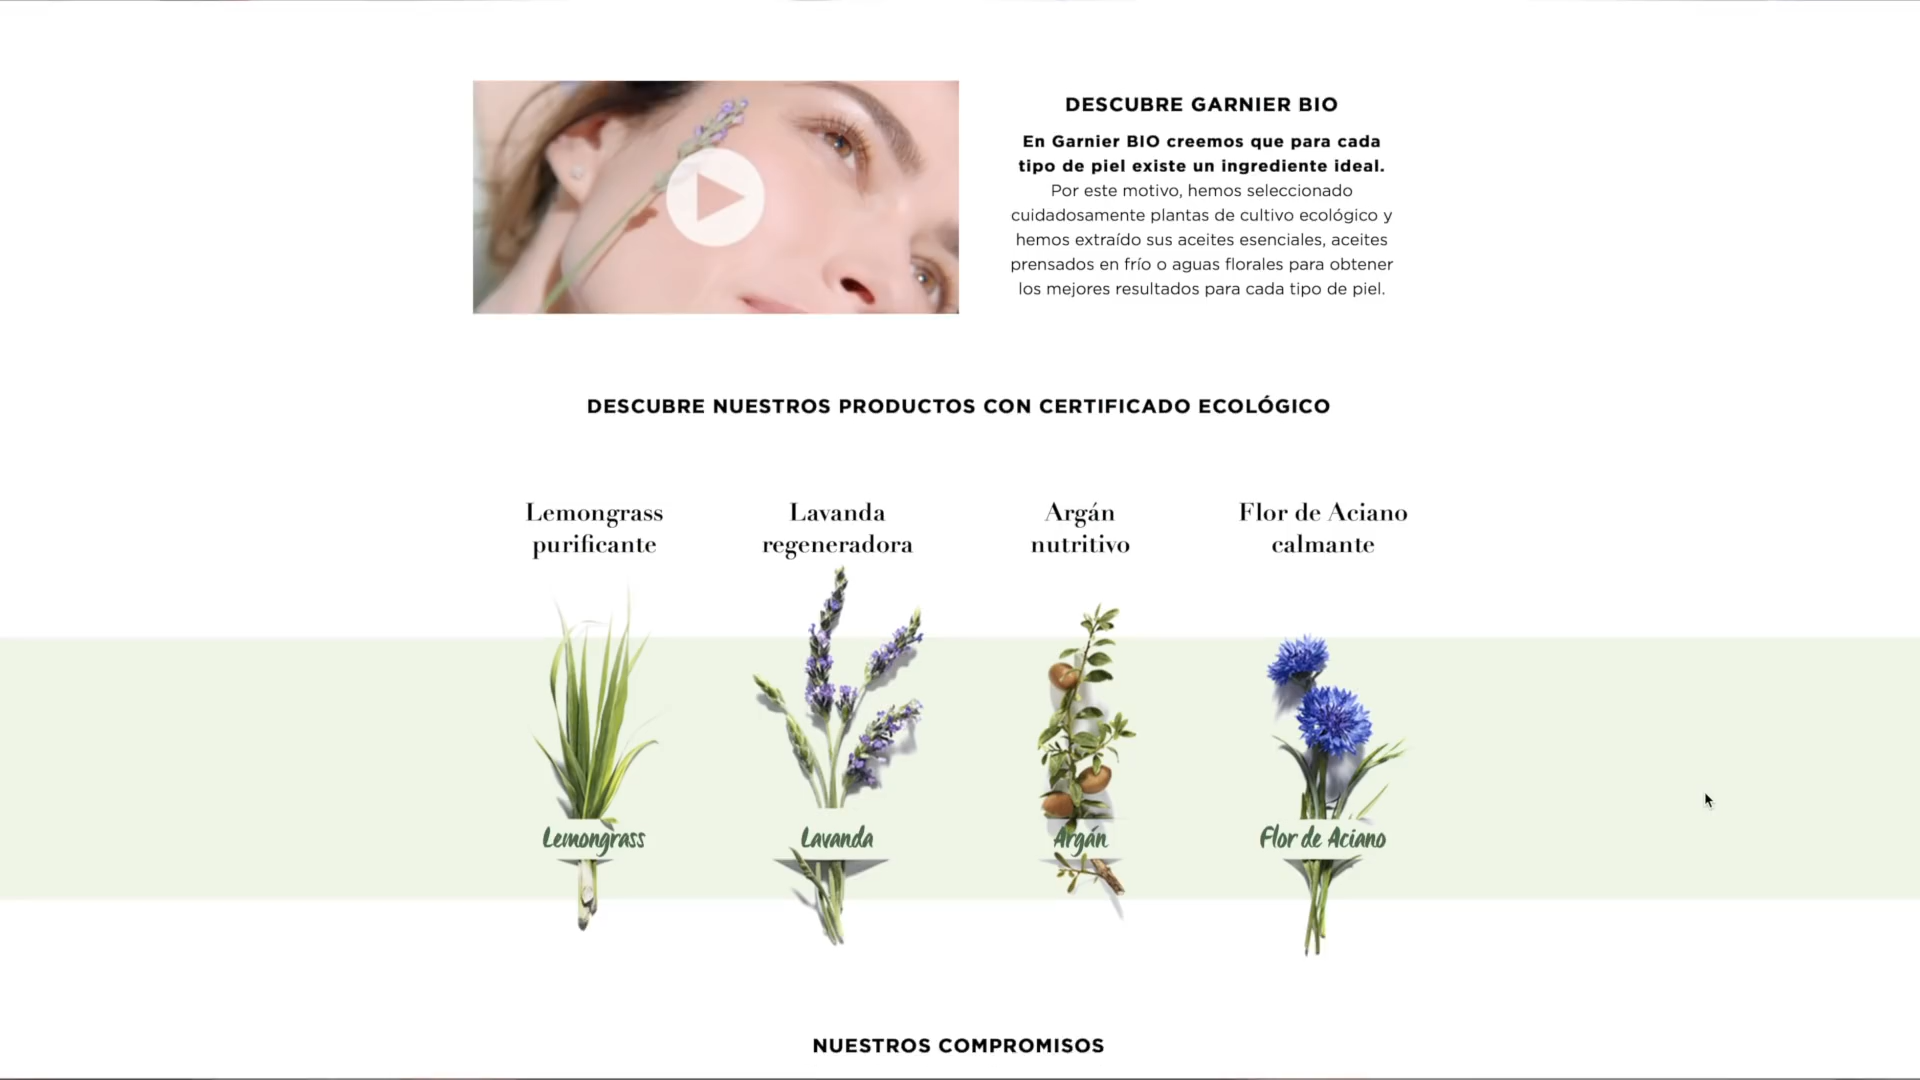 DESCUBRE GARNIER BIO
En Garnier BIO creemos que para cada
tipo de piel existe un ingrediente ideal.
Por este motivo, hemos seleccionado
cuidadosamente plantas de cultivo ecológico y
hemos extraído sus aceites esenciales, aceites
prensados en frío o aguas florales para obtener
los mejores resultados para cada tipo de piel.
DESCUBRE NUESTROS PRODUCTOS CON CERTIFICADO ECOLÓGICO
Lemongrass
purificante
Lavanda
regeneradora
Argán
nutritivo
Flor de Aciano
calmante
Lemongrass
Lavanda
Argán
Flor de Aciano
NUESTROS COMPROMISOS